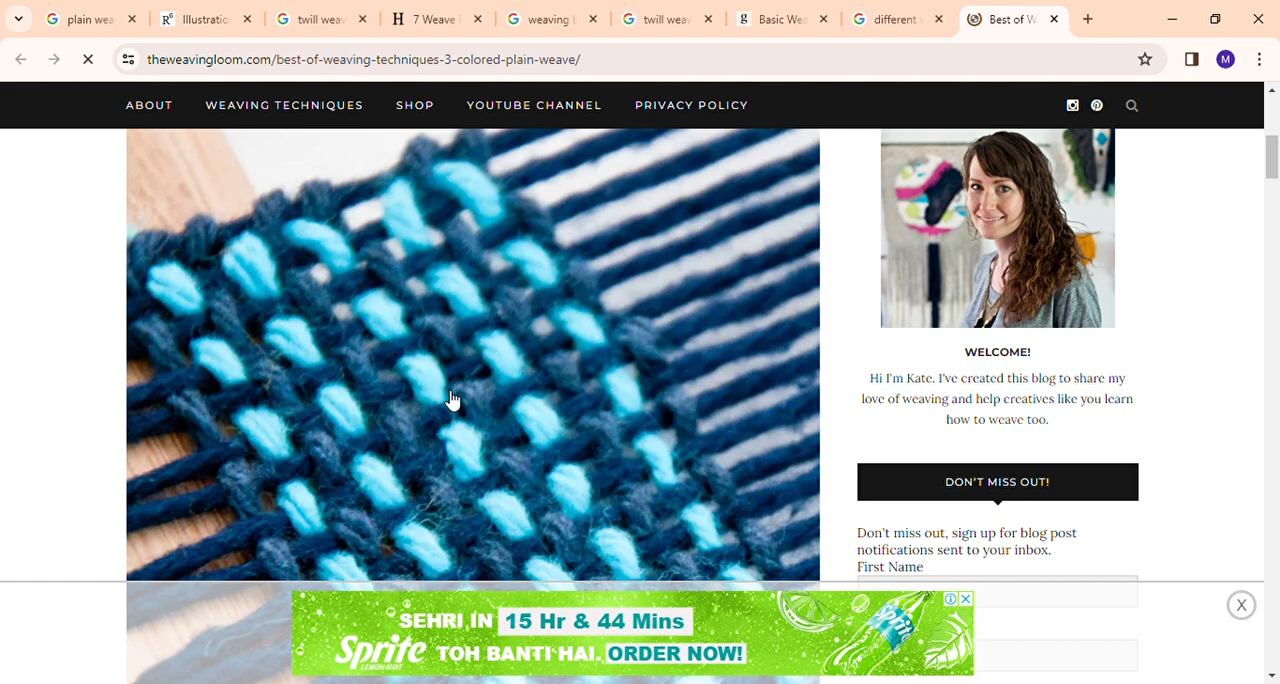 plain wea
Illustratio
twill weav
7 Weave
weaving
twill weav
Basic Wea
different
Best of W
theweavingloom.com/best-of-weaving-techniques-3-colored-plain-weave/
M
ABOUT WEAVING TECHNIQUES SHOP YOUTUBE CHANNEL PRIVACY POLICY
WELCOME!
Hi I'm Kate. I've created this blog to share my
love of weaving and help creatives like you learn
how to weave too.
DON'T MISS OUT!
Don't miss out, sign up for blog post
notifications sent to your inbox.
First Name
SEHRI IN 15 Hr & 44 Mins
Sprite LEMON-MINT TOH BANTI HAI. ORDER NOW!
X